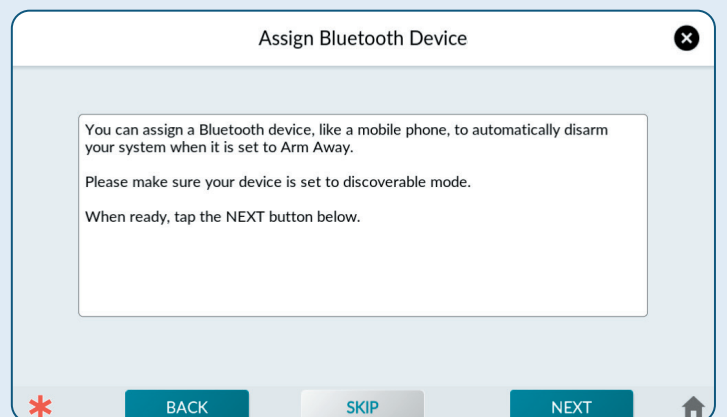 Assign Bluetooth Device
You can assign a Bluetooth device, like a mobile phone, to automatically disarm
your system when it is set to Arm Away.
Please make sure your device is set to discoverable mode.
When ready, tap the NEXT button below.
BACK
SKIP
NEXT